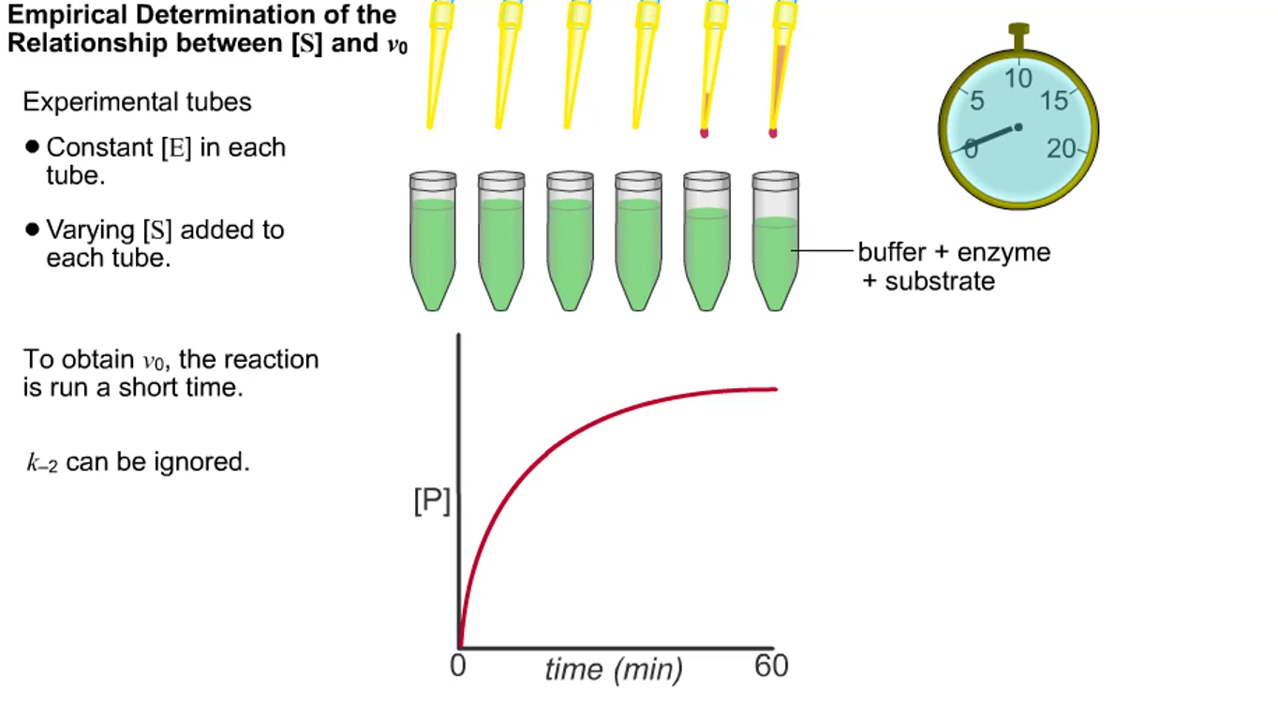 Empirical Determination of the
Relationship between [S] and v0
Experimental tubes
● Constant [E] in each
tube.
● Varying [S] added to
each tube.
To obtain v0, the reaction
is run a short time.
k–2 can be ignored.
10
5
15
0
20
buffer + enzyme
+ substrate
[P]
0
time (min)
60